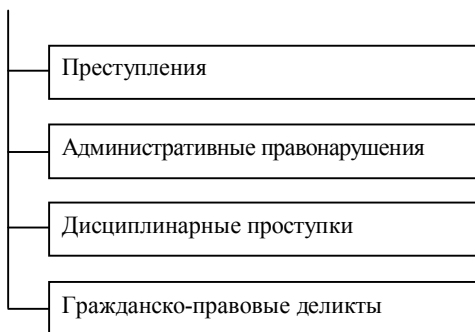 Преступления
Административные правонарушения
Дисциплинарные проступки
Гражданско-правовые деликты